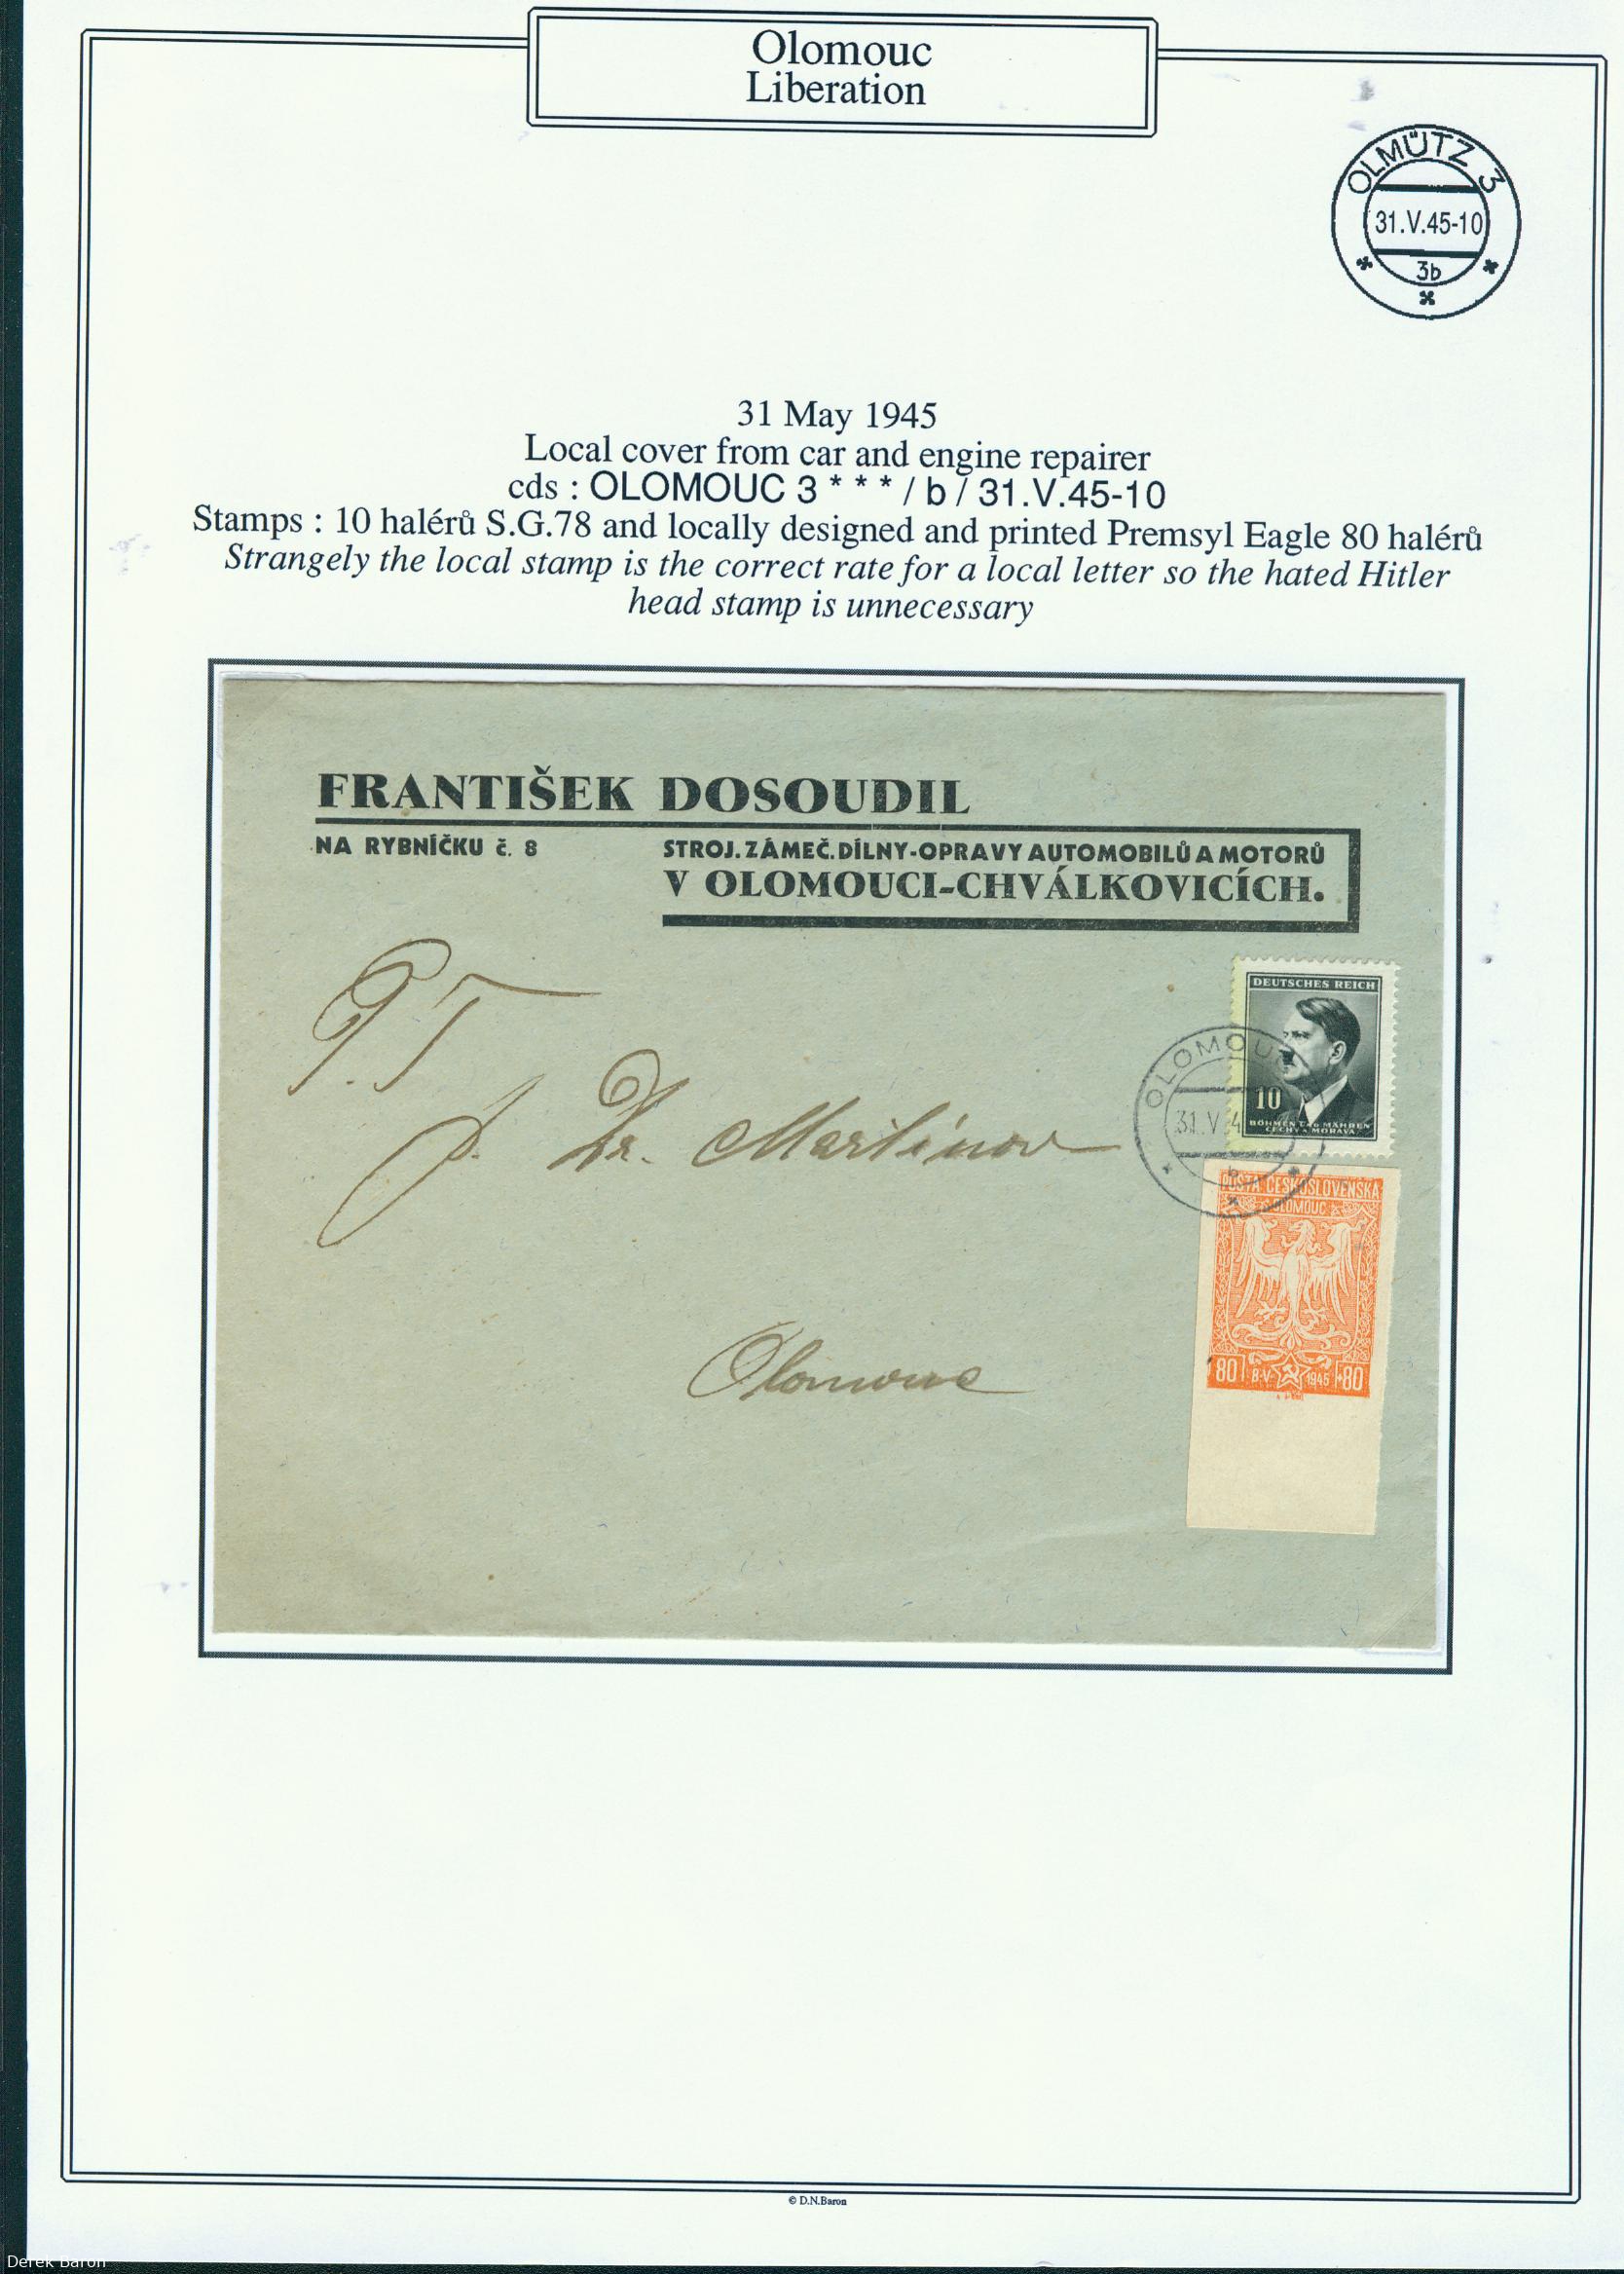 Olomouc
Liberation
OLMÜTZ 3
31.V.45-10
3b
31 May 1945
Local cover from car and engine repairer
cds : OLOMOUC 3 * * * / b / 31.V.45-10
Stamps : 10 halérů S.G.78 and locally designed and printed Premsyl Eagle 80 halérů
Strangely the local stamp is the correct rate for a local letter so the hated Hitler
head stamp is unnecessary
FRANTIŠEK DOSOUDIL
NA RYBNÍČKU č. 8
STROJ. ZÁMEČ. DÍLNY-OPRAVY AUTOMOBILŮ A MOTORŮ
V OLOMOUCI-CHVÁLKOVICÍCH.
P.T
Dr. Martinov
Olomouc
DEUTSCHES REICH
10
BÖHMEN UND MÄHREN
ČECHY A MORAVA
OLOMOUC
31.V.4
b
POŠTA ČESKOSLOVENSKÁ
OLOMOUC
80 8·V 1945 80
© D.N.Baron
Derek Baron